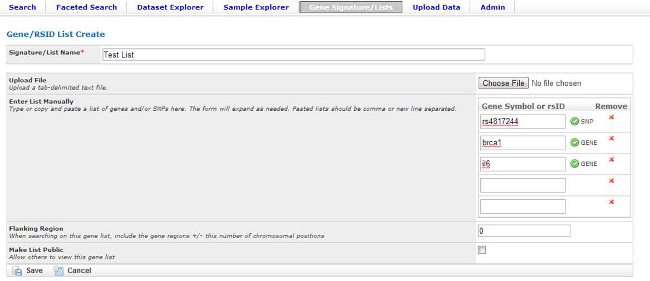 Search Faceted Search Dataset Explorer Sample Explorer Gene Signature/Lists Upload Data Admin
Gene/RSID List Create
Signature/List Name* Test List
Upload File Choose File No file chosen
Upload a tab-delimited text file.
Enter List Manually
Type or copy and paste a list of genes and/or SNPs here. The form will expand as needed. Pasted lists should be comma or new line separated.
Gene Symbol or rsID Remove
rs4817244 SNP
brca1 GENE
il6 GENE
Flanking Region 0
When searching on this gene list, include the gene regions +/- this number of chromosomal positions
Make List Public
Allow others to view this gene list
Save Cancel